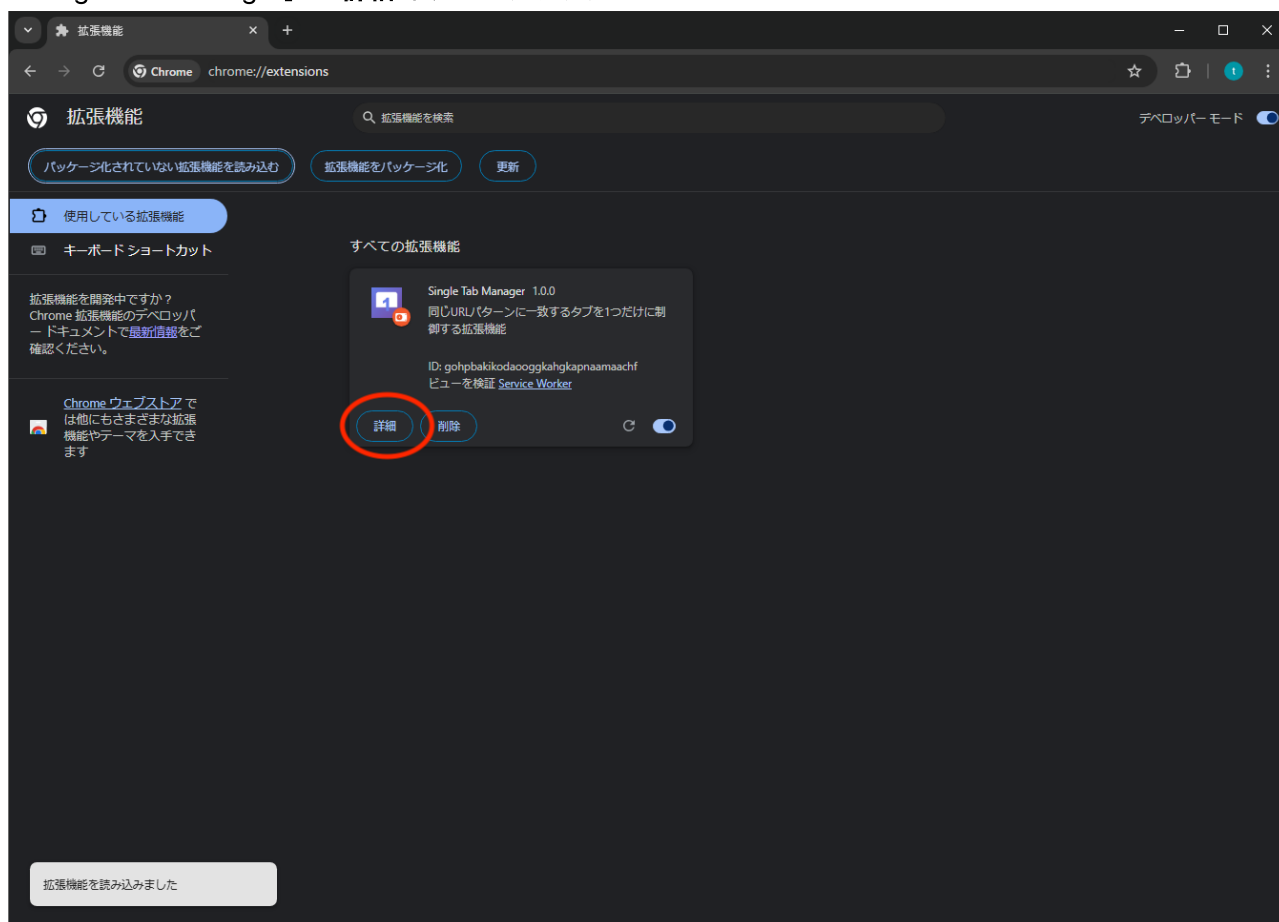 拡張機能
Chrome chrome://extensions
t
拡張機能
拡張機能を検索
デベロッパー モード
パッケージ化されていない拡張機能を読み込む
拡張機能をパッケージ化
更新
使用している拡張機能
キーボード ショートカット
拡張機能を開発中ですか？
Chrome 拡張機能のデベロッパ
ー ドキュメントで最新情報をご
確認ください。
Chrome ウェブストア で
は他にもさまざまな拡張
機能やテーマを入手でき
ます
すべての拡張機能
1
Single Tab Manager 1.0.0
同じURLパターンに一致するタブを1つだけに制
御する拡張機能
ID: gohpbakikodaooggkahgkapnaamaachf
ビューを検証 Service Worker
詳細
削除
拡張機能を読み込みました